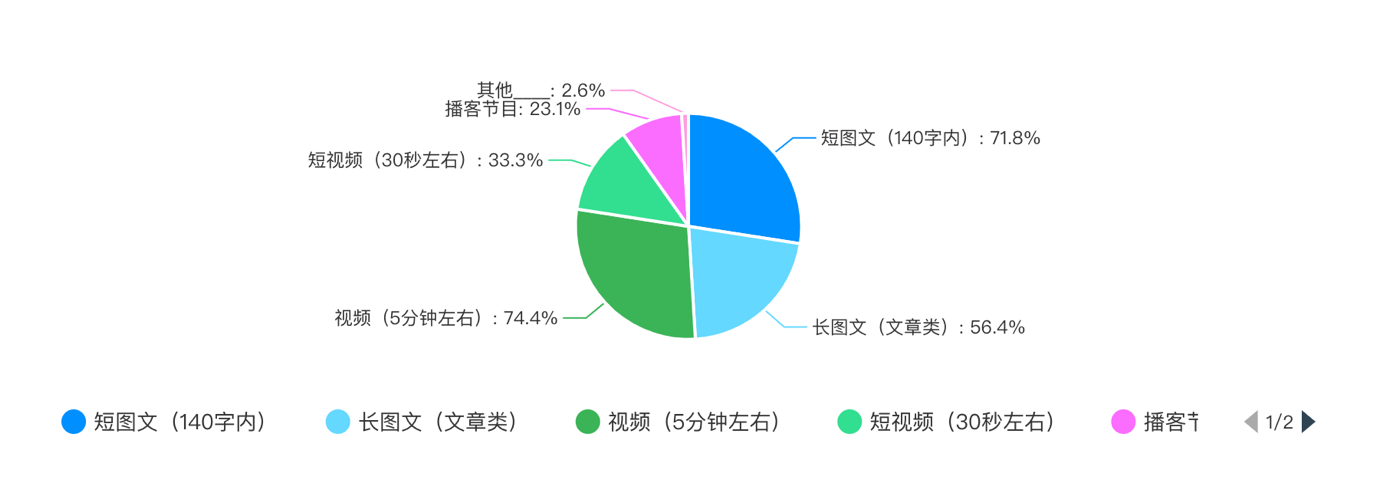 其他____: 2.6%
播客节目: 23.1%
短图文（140字内）: 71.8%
短视频（30秒左右）: 33.3%
视频（5分钟左右）: 74.4%
长图文（文章类）: 56.4%
短图文（140字内） 长图文（文章类） 视频（5分钟左右） 短视频（30秒左右） 播客 1/2